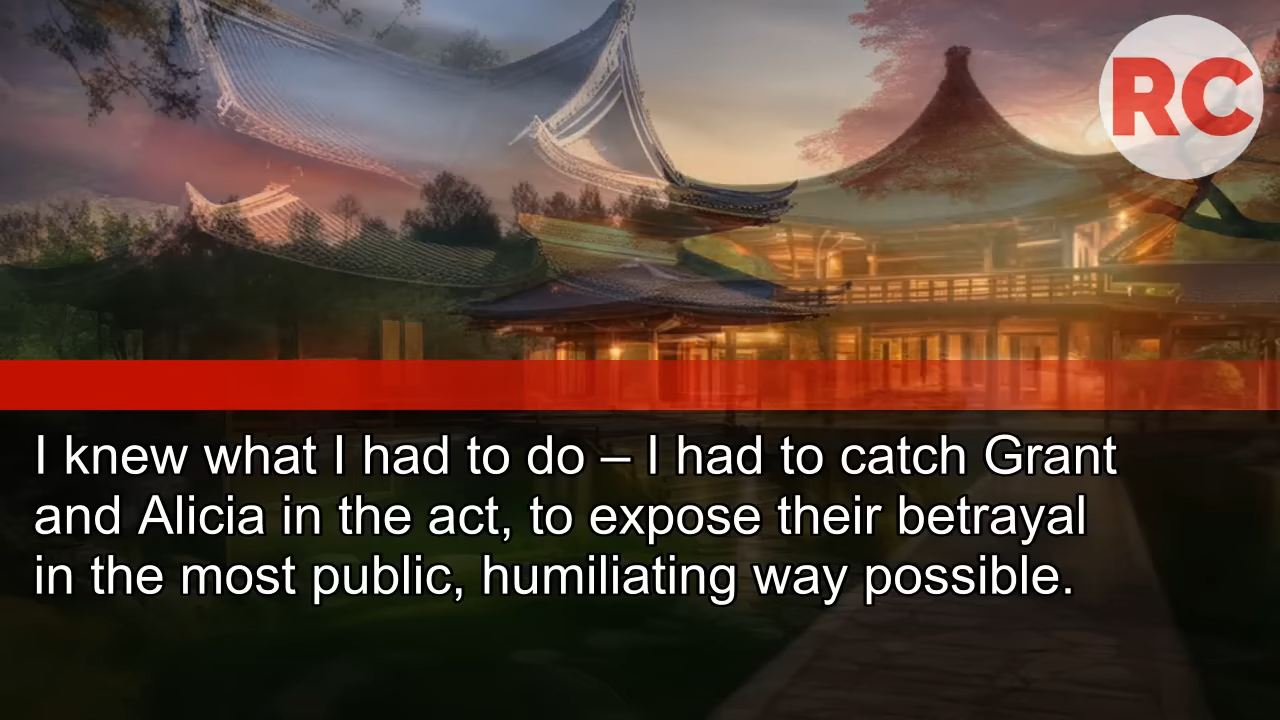 RC
I knew what I had to do – I had to catch Grant
and Alicia in the act, to expose their betrayal
in the most public, humiliating way possible.